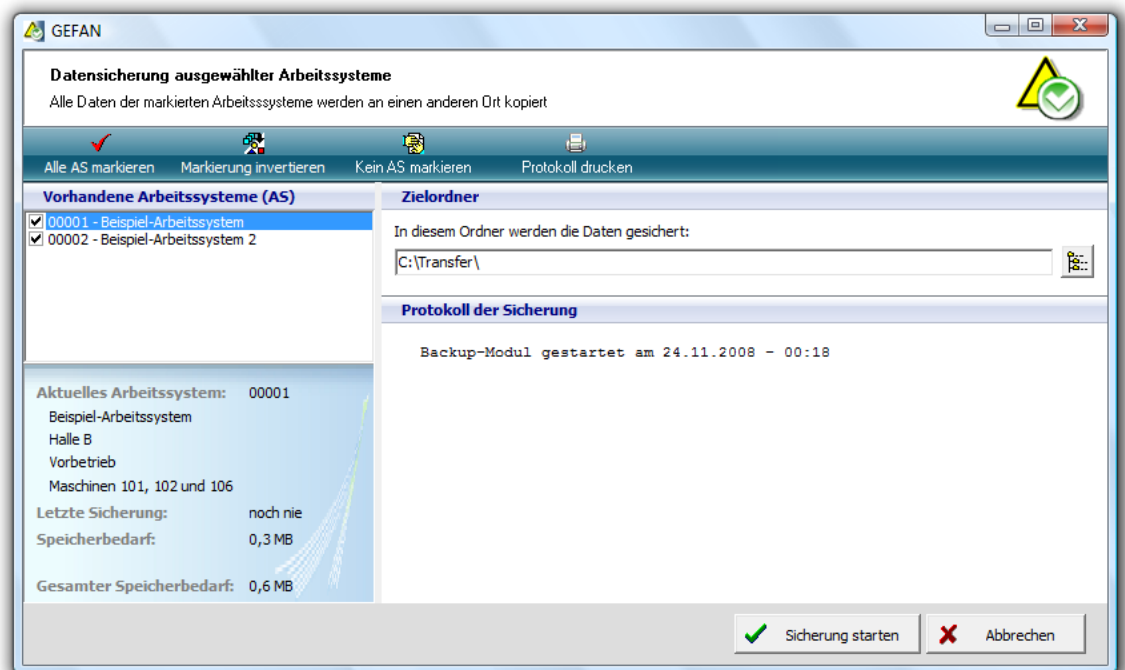 GEFAN
Datensicherung ausgewählter Arbeitssysteme
Alle Daten der markierten Arbeitsssysteme werden an einen anderen Ort kopiert
Alle AS markieren Markierung invertieren Kein AS markieren Protokoll drucken
Vorhandene Arbeitssysteme (AS)
00001 - Beispiel-Arbeitssystem
00002 - Beispiel-Arbeitssystem 2
Aktuelles Arbeitssystem: 00001
Beispiel-Arbeitssystem
Halle B
Vorbetrieb
Maschinen 101, 102 und 106
Letzte Sicherung: noch nie
Speicherbedarf: 0,3 MB
Gesamter Speicherbedarf: 0,6 MB
Zielordner
In diesem Ordner werden die Daten gesichert:
C:\Transfer\
Protokoll der Sicherung
Backup-Modul gestartet am 24.11.2008 - 00:18
Sicherung starten Abbrechen